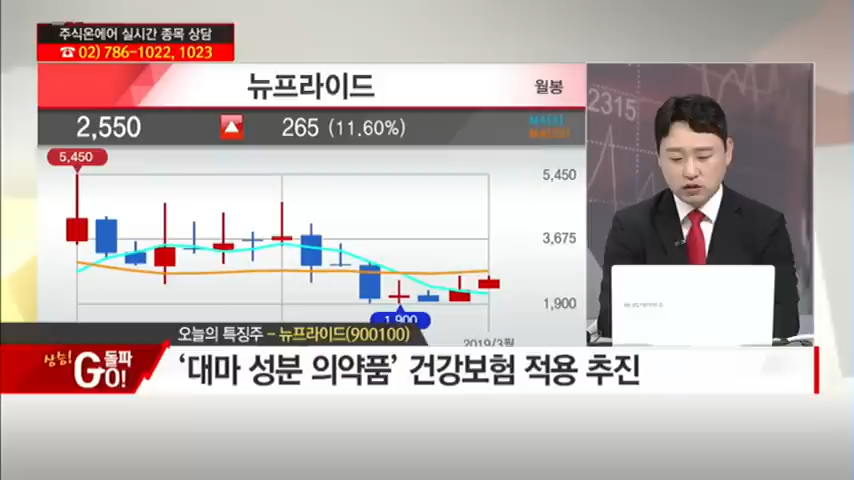 주식온에어 실시간 종목 상담
☎ 02) 786-1022, 1023
뉴프라이드
월봉
2,550 ▲ 265 (11.60%)
5,450
5,450
3,675
1,900
1,900
2019/3월
2315
오늘의 특징주 - 뉴프라이드(900100)
상승! GO! 돌파
‘대마 성분 의약품’ 건강보험 적용 추진